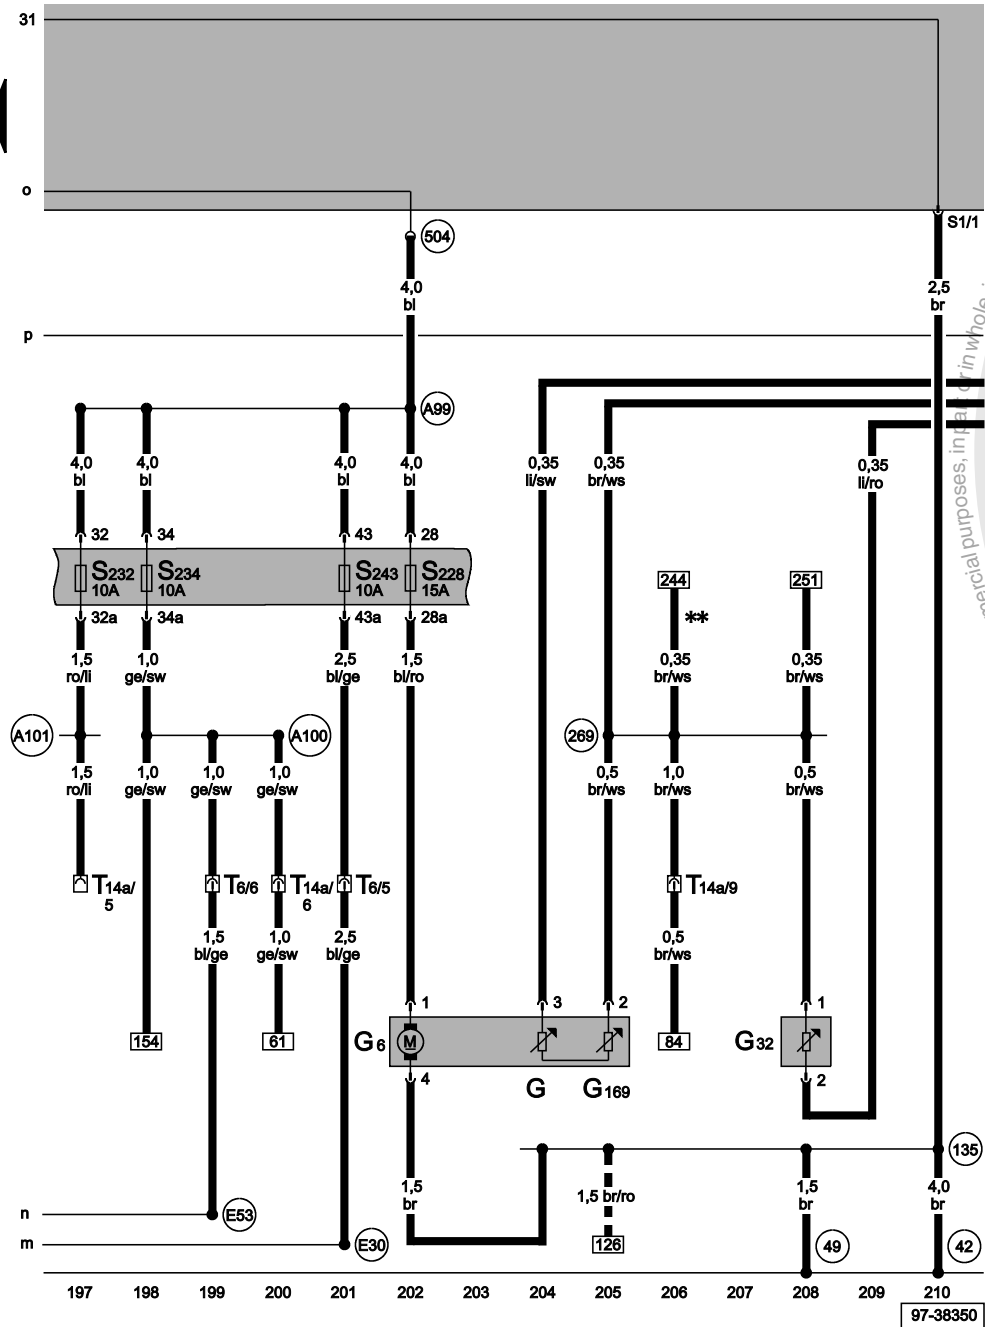 31
o
S1/1
504
4,0
bl
2,5
br
p
A99
4,0
bl
4,0
bl
4,0
bl
4,0
bl
0,35
li/sw
0,35
br/ws
0,35
li/ro
32
34
43
28
S232
10A
S234
10A
S243
10A
S228
15A
32a
34a
43a
28a
244
251
**
1,5
ro/li
1,0
ge/sw
2,5
bl/ge
1,5
bl/ro
0,35
br/ws
0,35
br/ws
A101
A100
269
1,5
ro/li
1,0
ge/sw
1,0
ge/sw
1,0
ge/sw
0,5
br/ws
1,0
br/ws
0,5
br/ws
T14a/
5
T6/6
T14a/
6
T6/5
T14a/9
1,5
bl/ge
1,0
ge/sw
2,5
bl/ge
0,5
br/ws
1
3
2
1
154
61
G6
M
84
G32
4
G
G169
2
135
1,5
br
1,5 br/ro
1,5
br
4,0
br
n
E53
m
E30
126
49
42
197 198 199 200 201 202 203 204 205 206 207 208 209 210
97-38350
mercial purposes, in part or in whole,